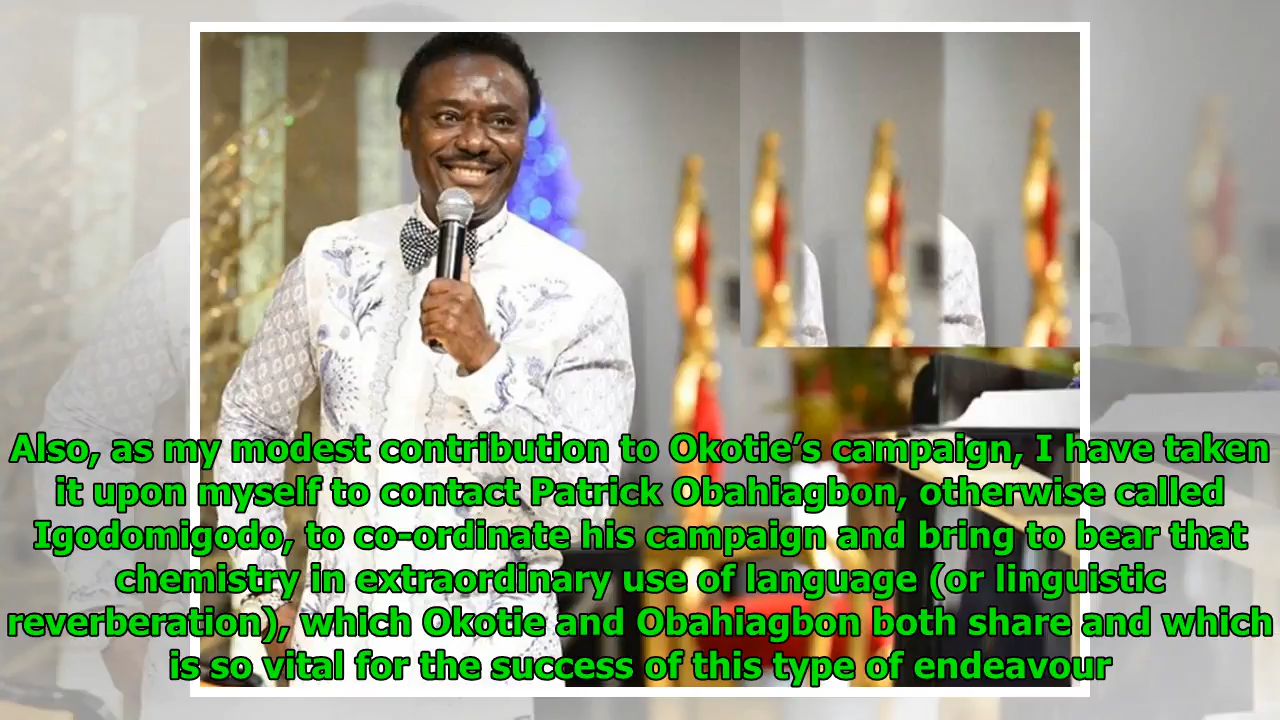 Also, as my modest contribution to Okotie’s campaign, I have taken
it upon myself to contact Patrick Obahiagbon, otherwise called
Igodomigodo, to co-ordinate his campaign and bring to bear that
chemistry in extraordinary use of language (or linguistic
reverberation), which Okotie and Obahiagbon both share and which
is so vital for the success of this type of endeavour